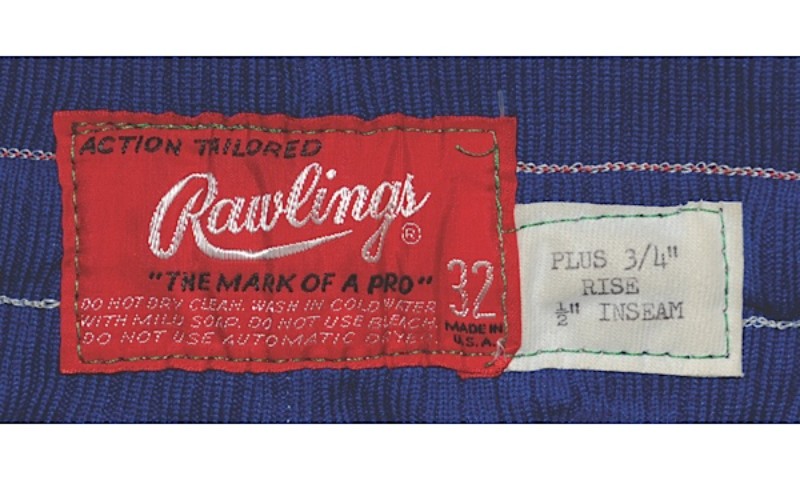 ACTION TAILORED
Rawlings®
"THE MARK OF A PRO"
32
DO NOT DRY CLEAN. WASH IN COLD WATER
WITH MILD SOAP. DO NOT USE BLEACH.
DO NOT USE AUTOMATIC DRYER
MADE IN
U.S.A.
PLUS 3/4"
RISE
½" INSEAM